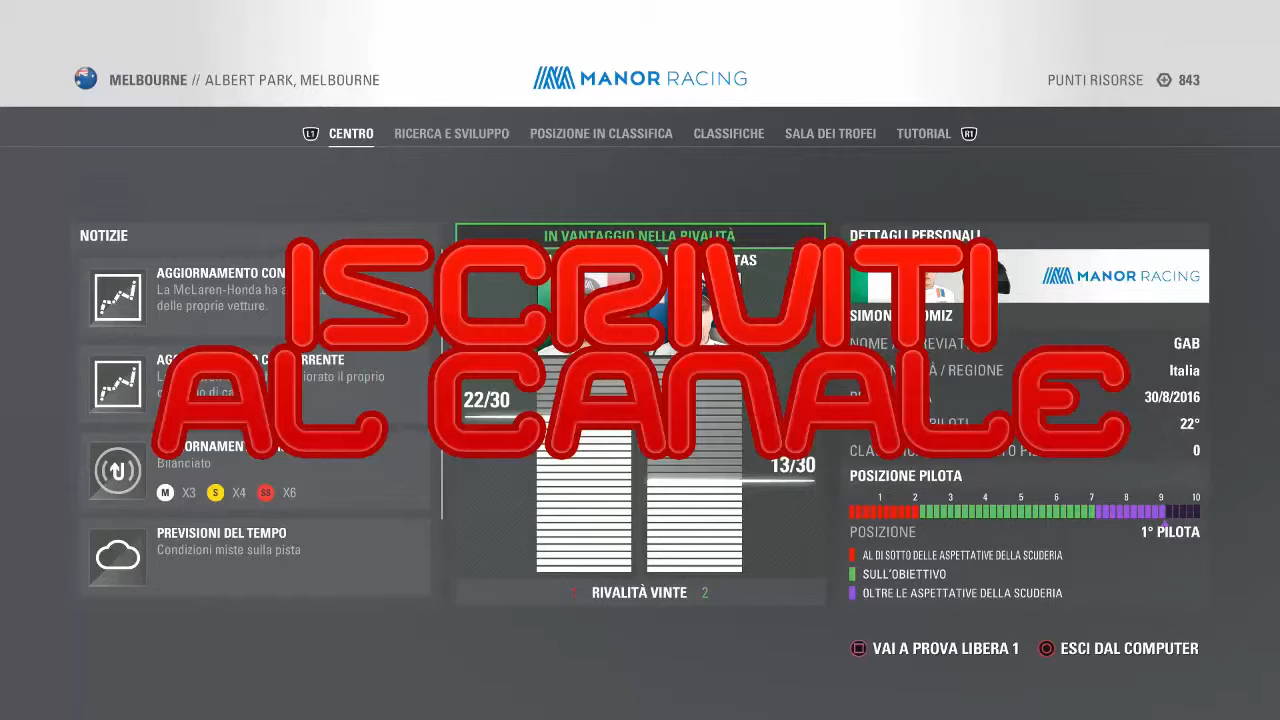 MELBOURNE // ALBERT PARK, MELBOURNE
MANOR RACING
PUNTI RISORSE 843
L1 CENTRO RICERCA E SVILUPPO POSIZIONE IN CLASSIFICA CLASSIFICHE SALA DEI TROFEI TUTORIAL R1
NOTIZIE
AGGIORNAMENTO CON
La McLaren-Honda ha a
delle proprie vetture.
iorato il proprio
Bilanciato
M X3 S X4 SS X6
PREVISIONI DEL TEMPO
Condizioni miste sulla pista
IN VANTAGGIO NELLA RIVALITÀ
ISCRIVITI
AL CANALE
22/30
13/30
1 RIVALITÀ VINTE 2
DETTAGLI PERSONALI
MANOR RACING
GAB
/ REGIONE Italia
30/8/2016
22°
0
POSIZIONE PILOTA
1 2 3 4 5 6 7 8 9 10
POSIZIONE 1° PILOTA
AL DI SOTTO DELLE ASPETTATIVE DELLA SCUDERIA
SULL'OBIETTIVO
OLTRE LE ASPETTATIVE DELLA SCUDERIA
VAI A PROVA LIBERA 1 ESCI DAL COMPUTER